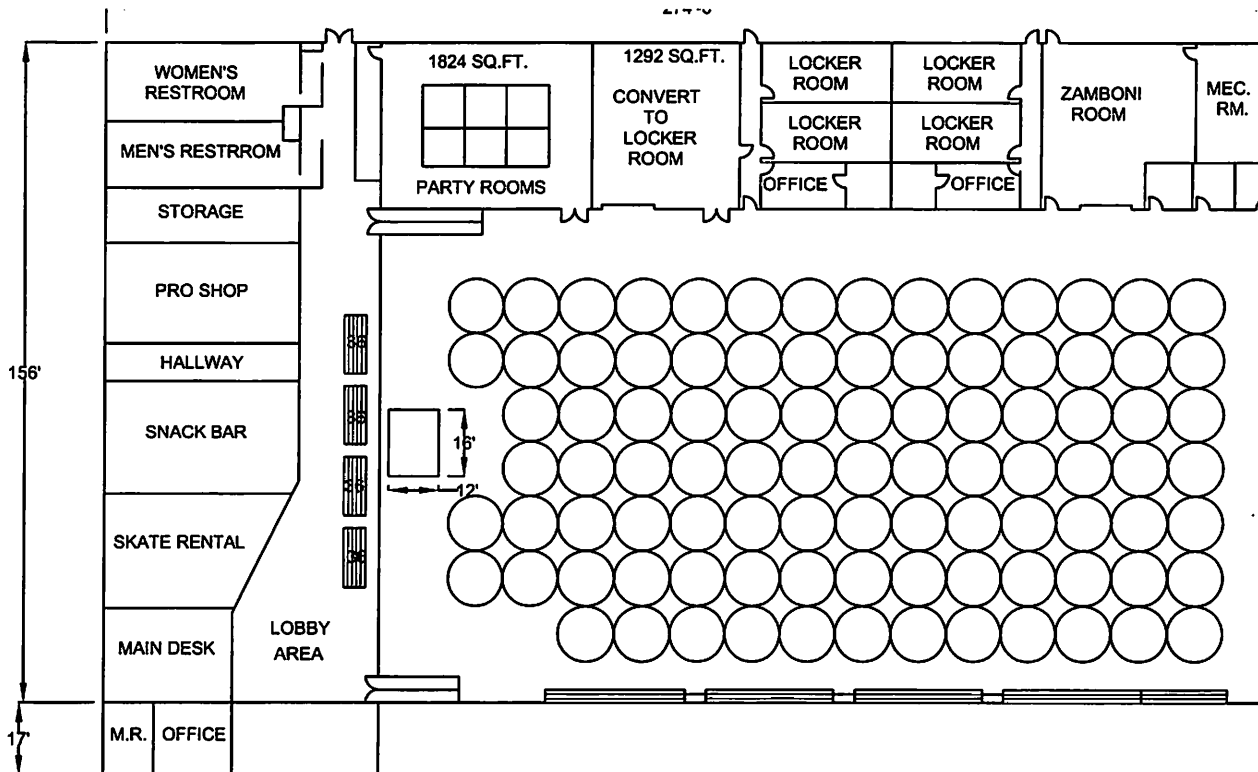 WOMEN'S
RESTROOM
1824 SQ.FT.
1292 SQ.FT.
CONVERT
TO
LOCKER
ROOM
LOCKER
ROOM
LOCKER
ROOM
LOCKER
ROOM
LOCKER
ROOM
ZAMBONI
ROOM
MEC.
RM.
MEN'S RESTRROM
PARTY ROOMS
OFFICE
OFFICE
STORAGE
PRO SHOP
HALLWAY
156'
SNACK BAR
16'
12'
SKATE RENTAL
MAIN DESK
LOBBY
AREA
17'
M.R.
OFFICE